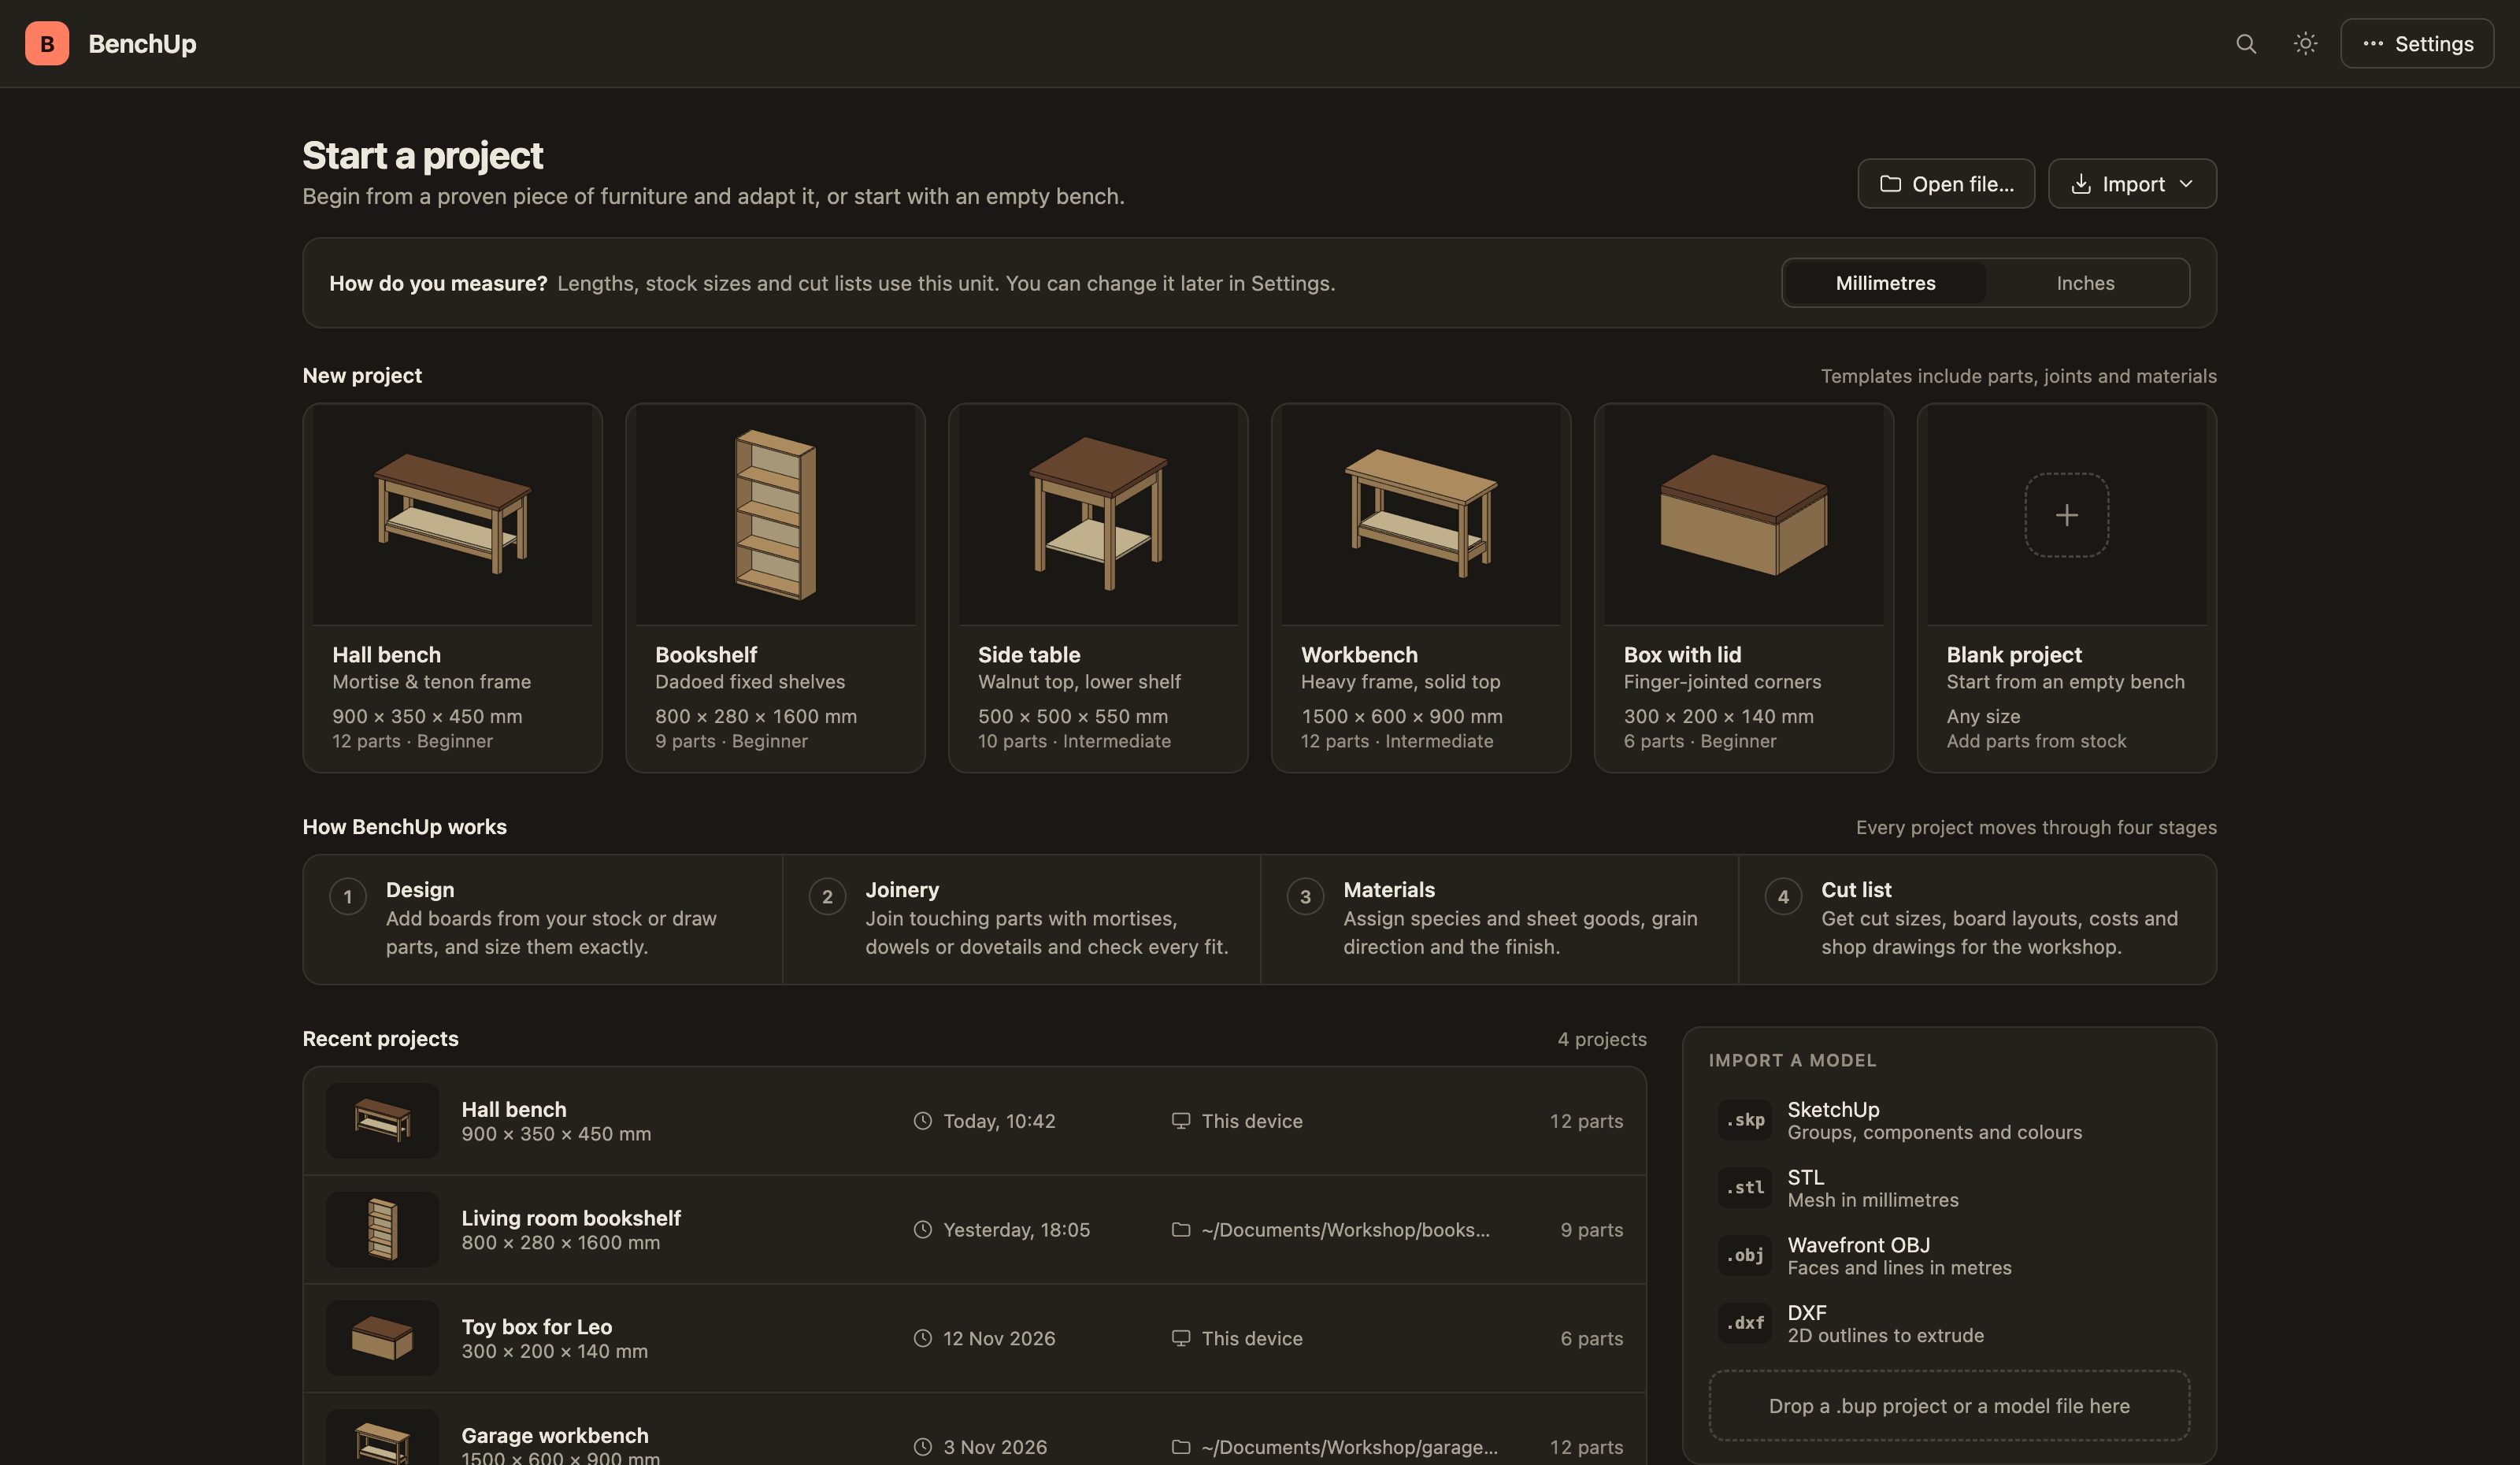 B BenchUp
Settings
Start a project
Begin from a proven piece of furniture and adapt it, or start with an empty bench.
Open file...
Import
How do you measure? Lengths, stock sizes and cut lists use this unit. You can change it later in Settings.
Millimetres
Inches
New project
Templates include parts, joints and materials
Hall bench
Mortise & tenon frame
900 × 350 × 450 mm
12 parts · Beginner
Bookshelf
Dadoed fixed shelves
800 × 280 × 1600 mm
9 parts · Beginner
Side table
Walnut top, lower shelf
500 × 500 × 550 mm
10 parts · Intermediate
Workbench
Heavy frame, solid top
1500 × 600 × 900 mm
12 parts · Intermediate
Box with lid
Finger-jointed corners
300 × 200 × 140 mm
6 parts · Beginner
Blank project
Start from an empty bench
Any size
Add parts from stock
How BenchUp works
Every project moves through four stages
1
Design
Add boards from your stock or draw
parts, and size them exactly.
2
Joinery
Join touching parts with mortises,
dowels or dovetails and check every fit.
3
Materials
Assign species and sheet goods, grain
direction and the finish.
4
Cut list
Get cut sizes, board layouts, costs and
shop drawings for the workshop.
Recent projects
4 projects
Hall bench
900 × 350 × 450 mm
Today, 10:42
This device
12 parts
Living room bookshelf
800 × 280 × 1600 mm
Yesterday, 18:05
~/Documents/Workshop/books...
9 parts
Toy box for Leo
300 × 200 × 140 mm
12 Nov 2026
This device
6 parts
Garage workbench
1500 × 600 × 900 mm
3 Nov 2026
~/Documents/Workshop/garage...
12 parts
IMPORT A MODEL
.skp
SketchUp
Groups, components and colours
.stl
STL
Mesh in millimetres
.obj
Wavefront OBJ
Faces and lines in metres
.dxf
DXF
2D outlines to extrude
Drop a .bup project or a model file here